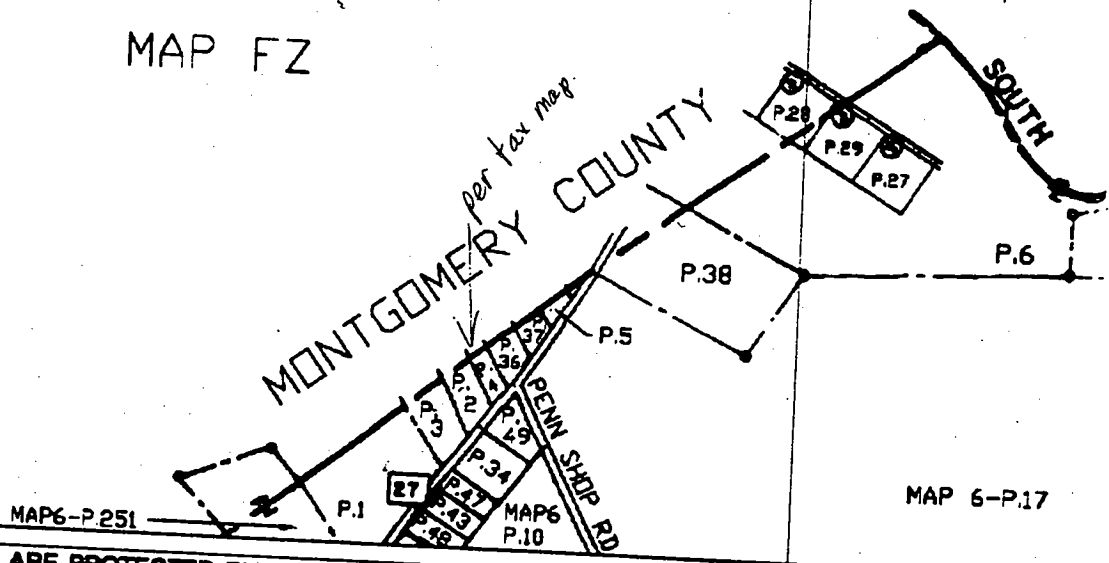 MAP FZ
per tax map.
MONTGOMERY COUNTY
SOUTH
P.28
P.29
P.27
P.6
P.38
P.5
P. 37
P. 36
P. 4
P. 2
P. 3
P. 49
PENN SHOP RD
P.34
27
P.47
P.43
P.48
MAP6
P.10
P.1
MAP6-P.251
MAP 6-P.17
ARE PROTECTED